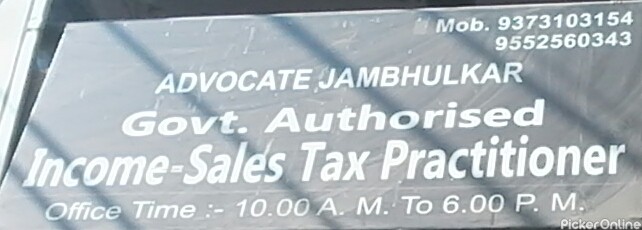 Mob. 9373103154
9552560343
ADVOCATE JAMBHULKAR
Govt. Authorised
Income-Sales Tax Practitioner
Office Time :- 10.00 A. M. To 6.00 P. M.
PickerOnline